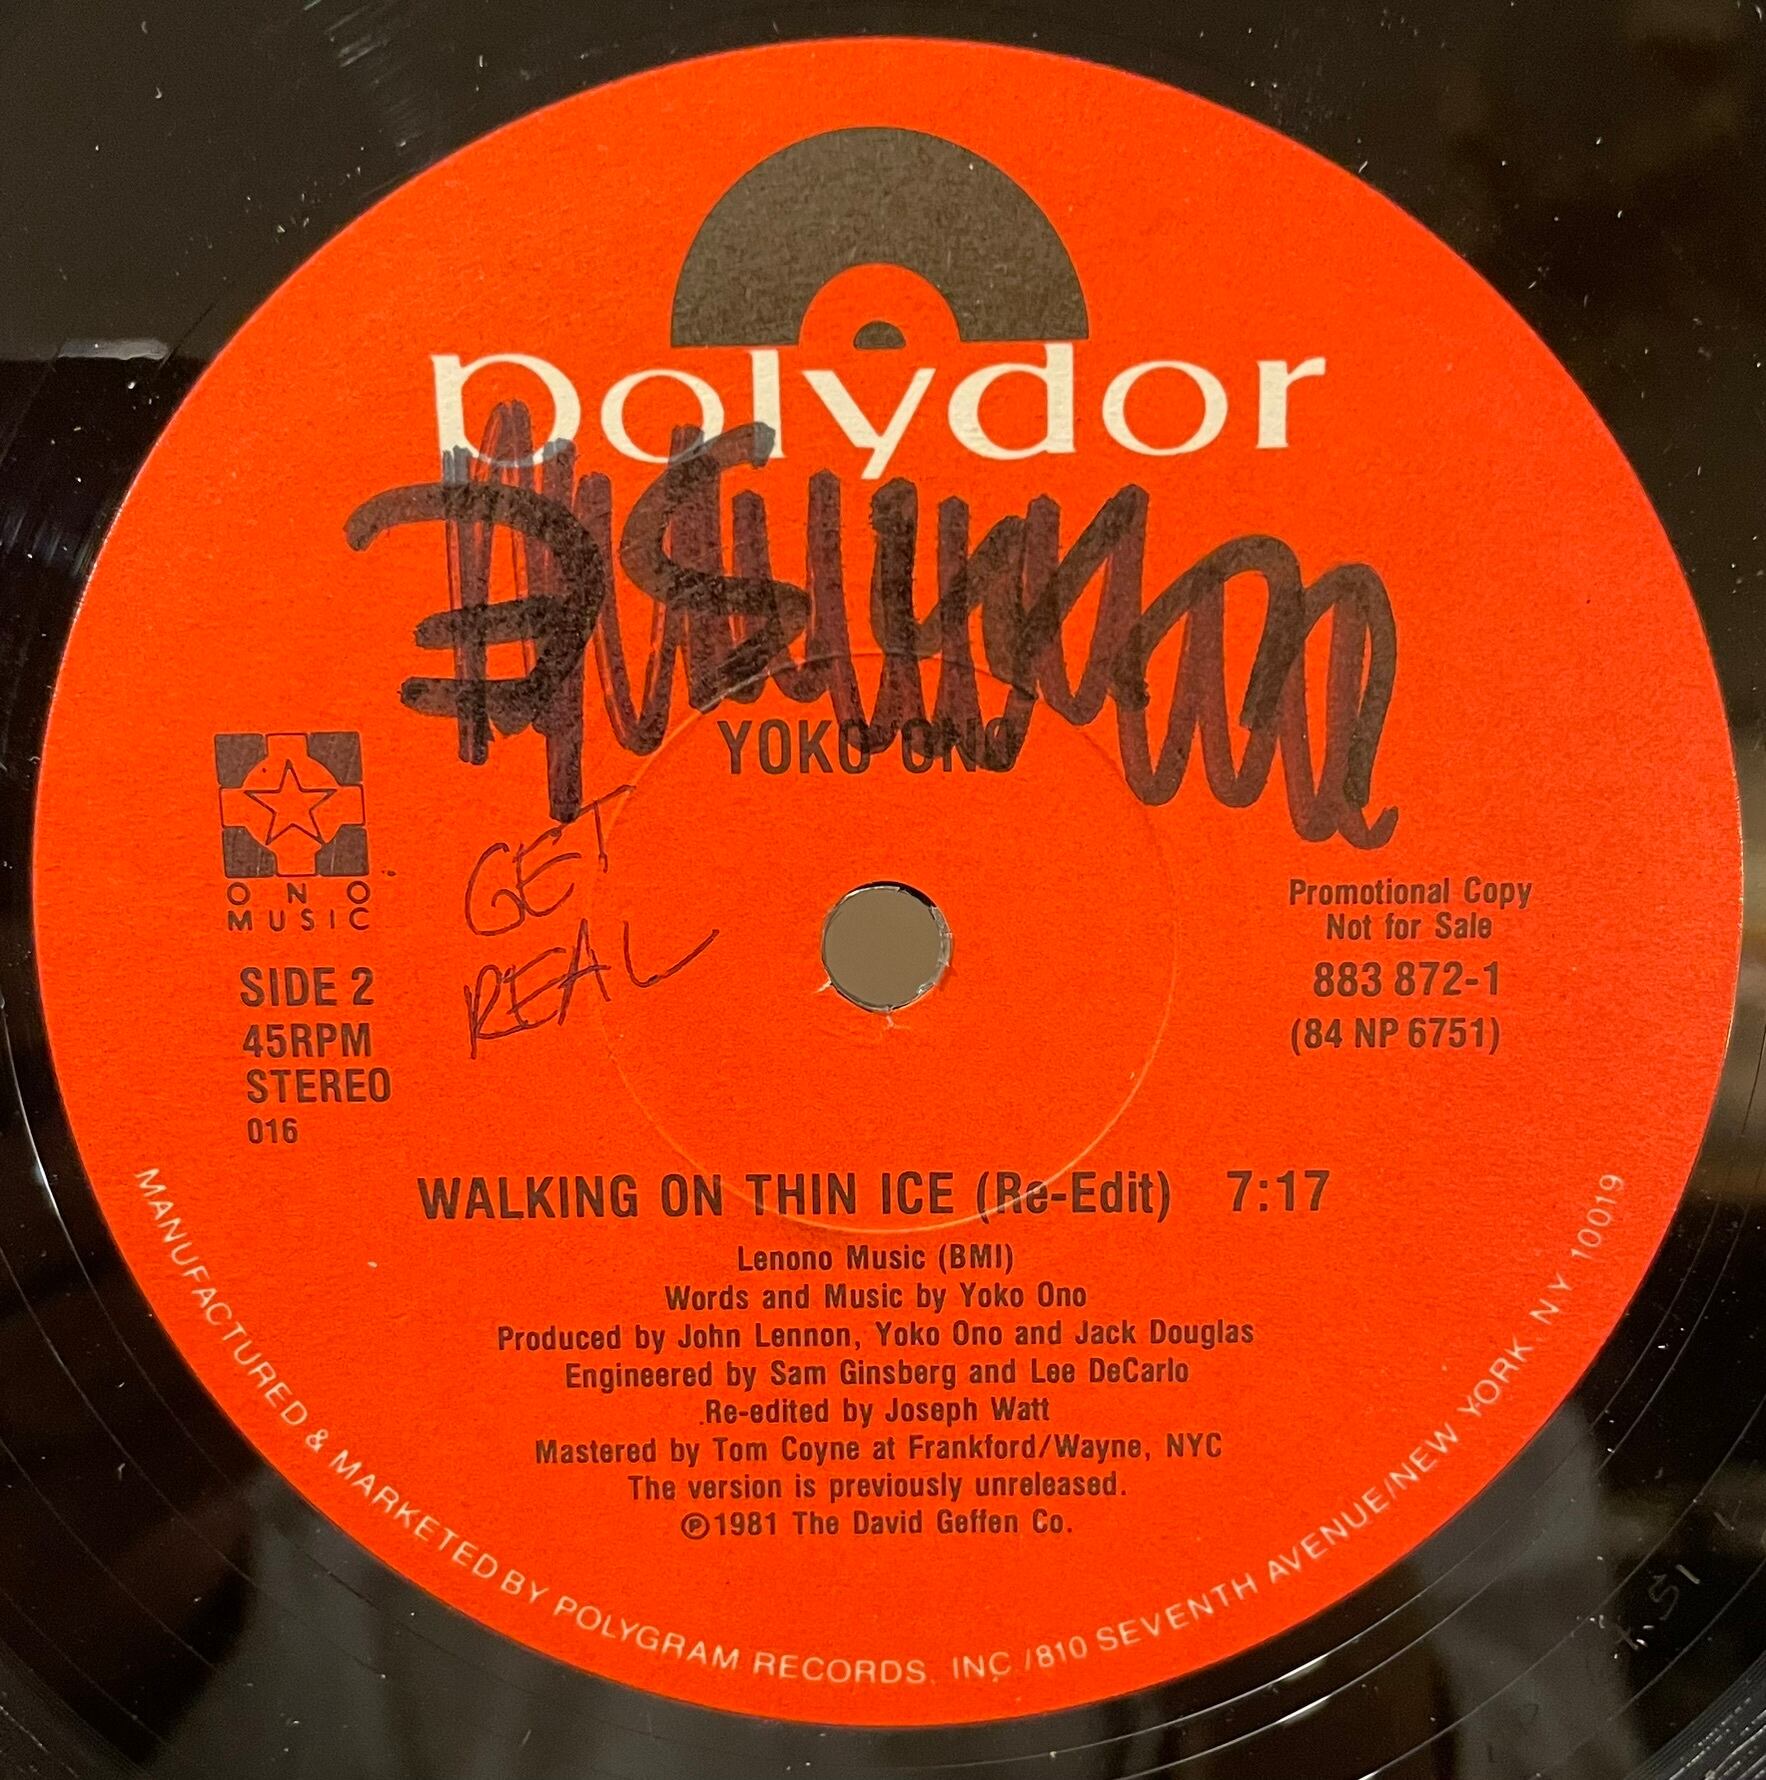 polydor
YOKO ONO
GET
REAL
ONO
MUSIC
SIDE 2
45RPM
STEREO
016
Promotional Copy
Not for Sale
883 872-1
(84 NP 6751)
WALKING ON THIN ICE (Re-Edit) 7:17
Lenono Music (BMI)
Words and Music by Yoko Ono
Produced by John Lennon, Yoko Ono and Jack Douglas
Engineered by Sam Ginsberg and Lee DeCarlo
Re-edited by Joseph Watt
Mastered by Tom Coyne at Frankford/Wayne, NYC
The version is previously unreleased.
℗1981 The David Geffen Co.
MANUFACTURED & MARKETED BY POLYGRAM RECORDS, INC /810 SEVENTH AVENUE/NEW YORK, NY 10019